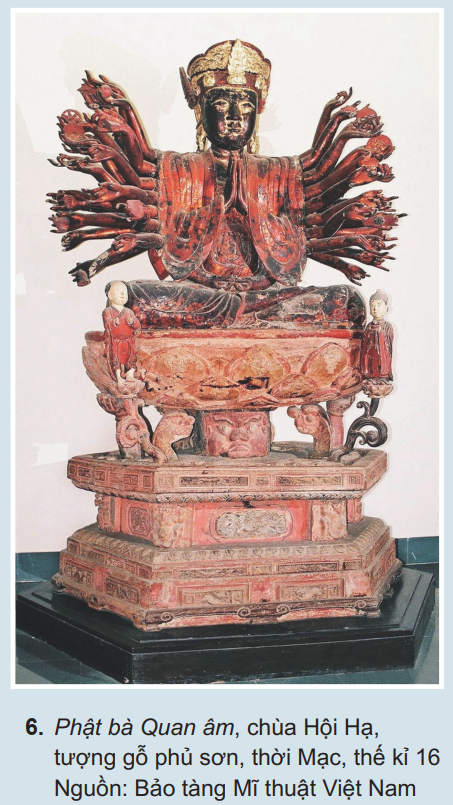 6. Phật bà Quan âm, chùa Hội Hạ,
tượng gỗ phủ sơn, thời Mạc, thế kỉ 16
Nguồn: Bảo tàng Mĩ thuật Việt Nam